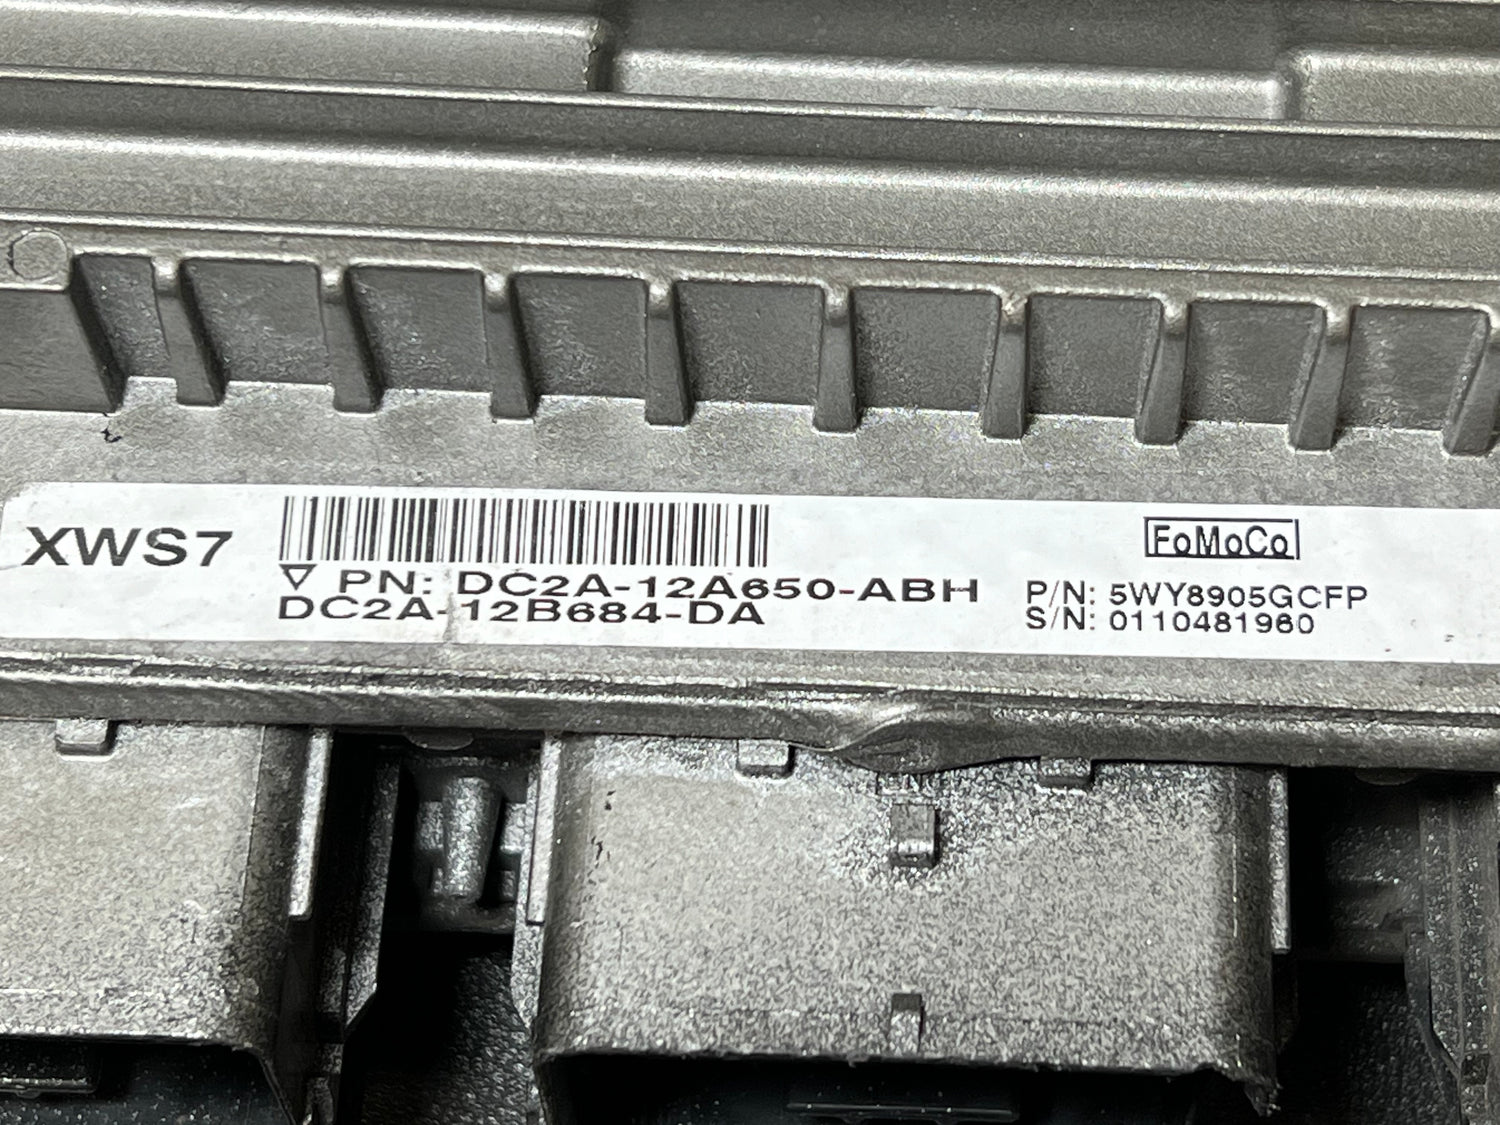 XWS7
▽ PN: DC2A-12A650-ABH
DC2A-12B684-DA
FoMoCo
P/N: 5WY8905GCFP
S/N: 0110481960